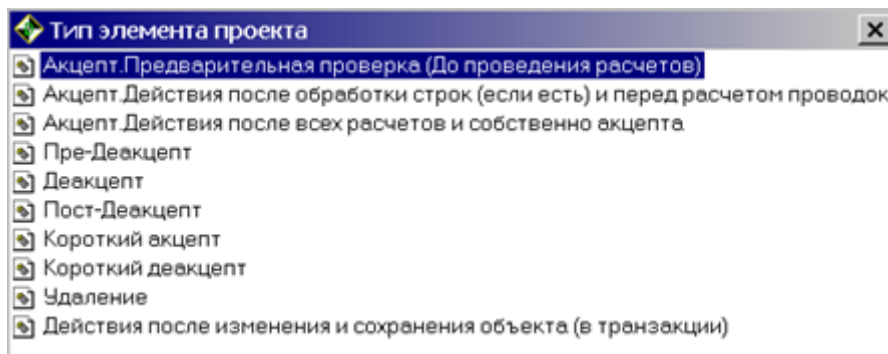 Тип элемента проекта
Акцепт.Предварительная проверка (До проведения расчетов)
Акцепт.Действия после обработки строк (если есть) и перед расчетом проводок
Акцепт.Действия после всех расчетов и собственно акцепта
Пре-Деакцепт
Деакцепт
Пост-Деакцепт
Короткий акцепт
Короткий деакцепт
Удаление
Действия после изменения и сохранения объекта (в транзакции)